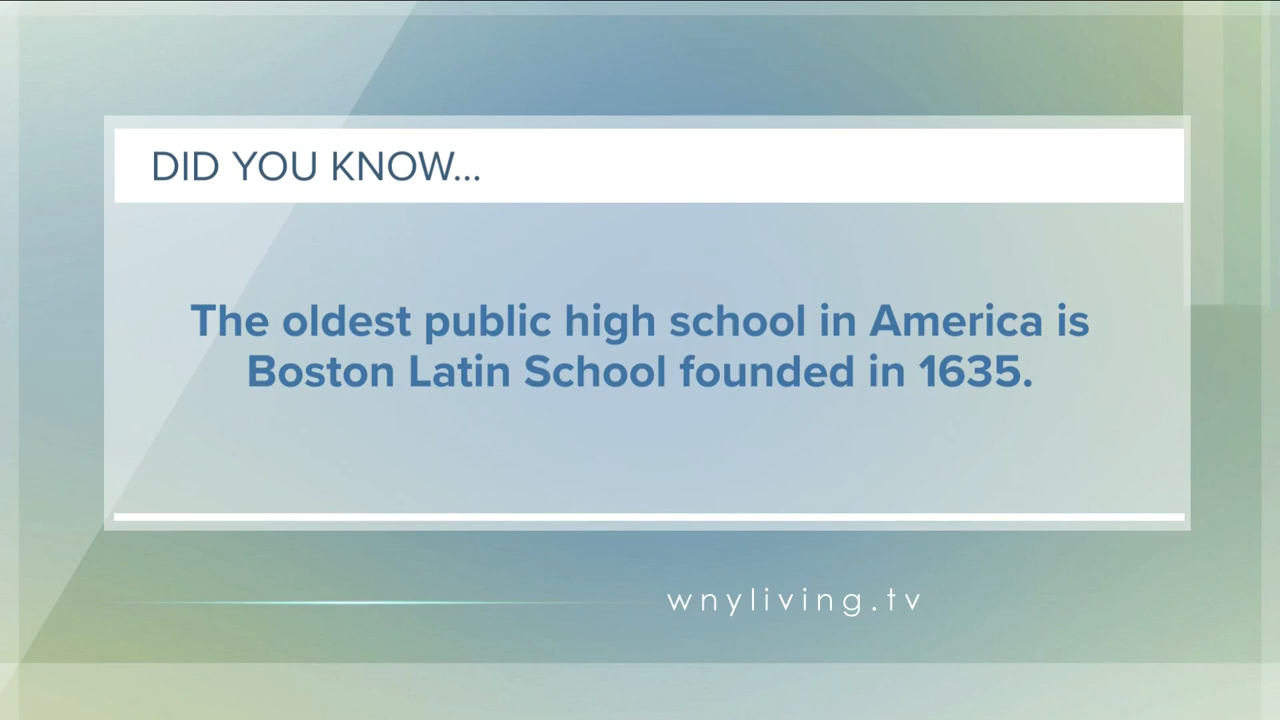 DID YOU KNOW...
The oldest public high school in America is
Boston Latin School founded in 1635.
wnyliving.tv